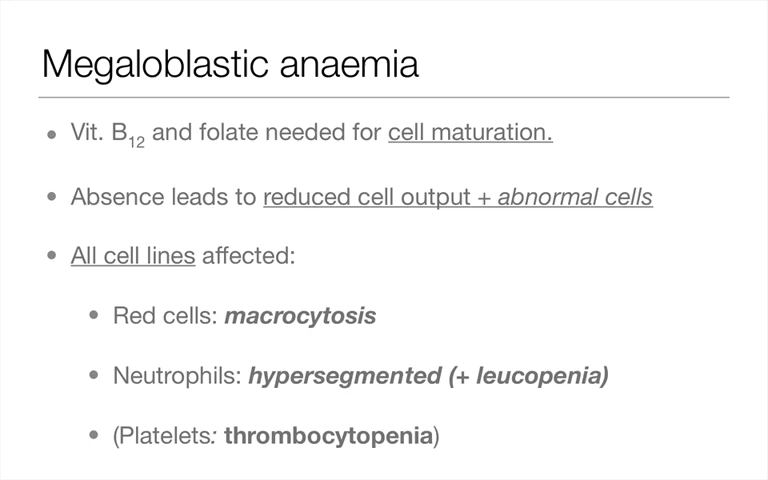 Megaloblastic anaemia
• Vit. B12 and folate needed for cell maturation.
• Absence leads to reduced cell output + abnormal cells
• All cell lines affected:
• Red cells: macrocytosis
• Neutrophils: hypersegmented (+ leucopenia)
• (Platelets: thrombocytopenia)